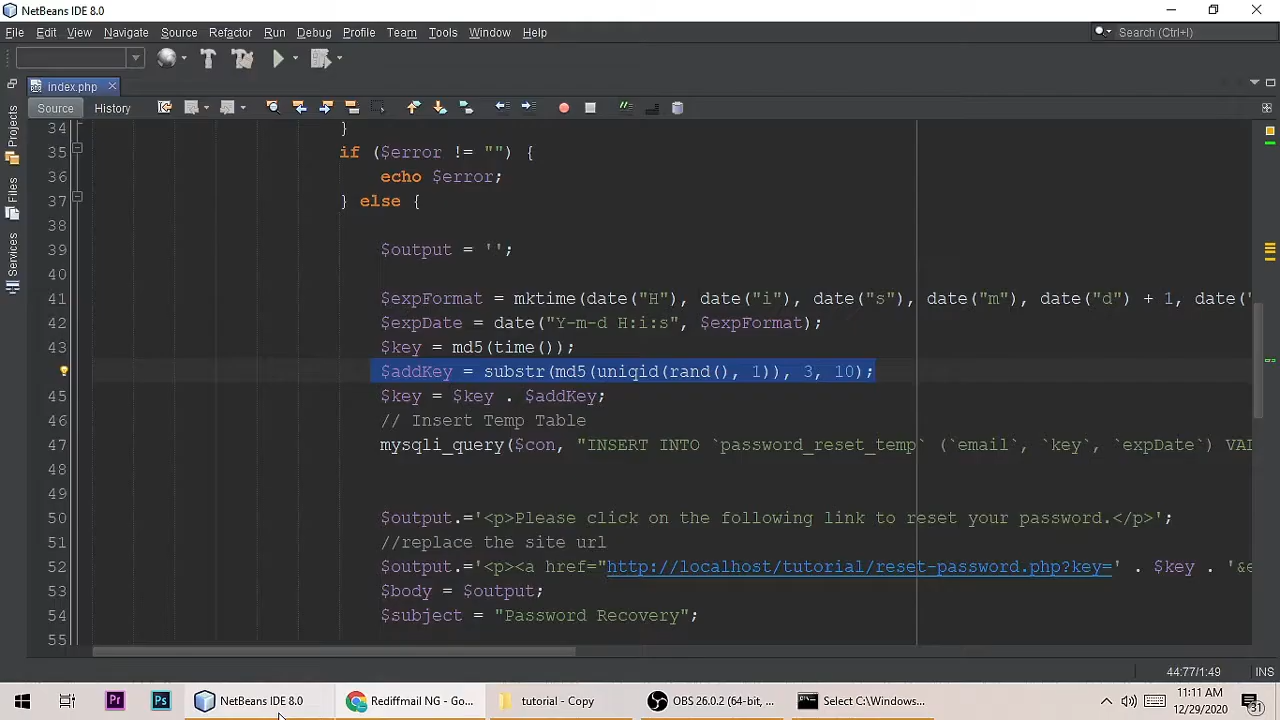 NetBeans IDE 8.0
File Edit View Navigate Source Refactor Run Debug Profile Team Tools Window Help
Search (Ctrl+I)
index.php
Source History
Projects
Files
Services
34 }
35 if ($error != "") {
36 echo $error;
37 } else {
38
39 $output = '';
40
41 $expFormat = mktime(date("H"), date("i"), date("s"), date("m"), date("d") + 1, date("
42 $expDate = date("Y-m-d H:i:s", $expFormat);
43 $key = md5(time());
$addKey = substr(md5(uniqid(rand(), 1)), 3, 10);
45 $key = $key . $addKey;
46 // Insert Temp Table
47 mysqli_query($con, "INSERT INTO `password_reset_temp` (`email`, `key`, `expDate`) VAL
48
49
50 $output.='<p>Please click on the following link to reset your password.</p>';
51 //replace the site url
52 $output.='<p><a href="http://localhost/tutorial/reset-password.php?key=' . $key . '&e
53 $body = $output;
54 $subject = "Password Recovery";
55
44:77/1:49 INS
Pr Ps NetBeans IDE 8.0 Rediffmail NG - Go... tutorial - Copy OBS 26.0.2 (64-bit, ... Select C:\Windows...
11:11 AM
12/29/2020
31